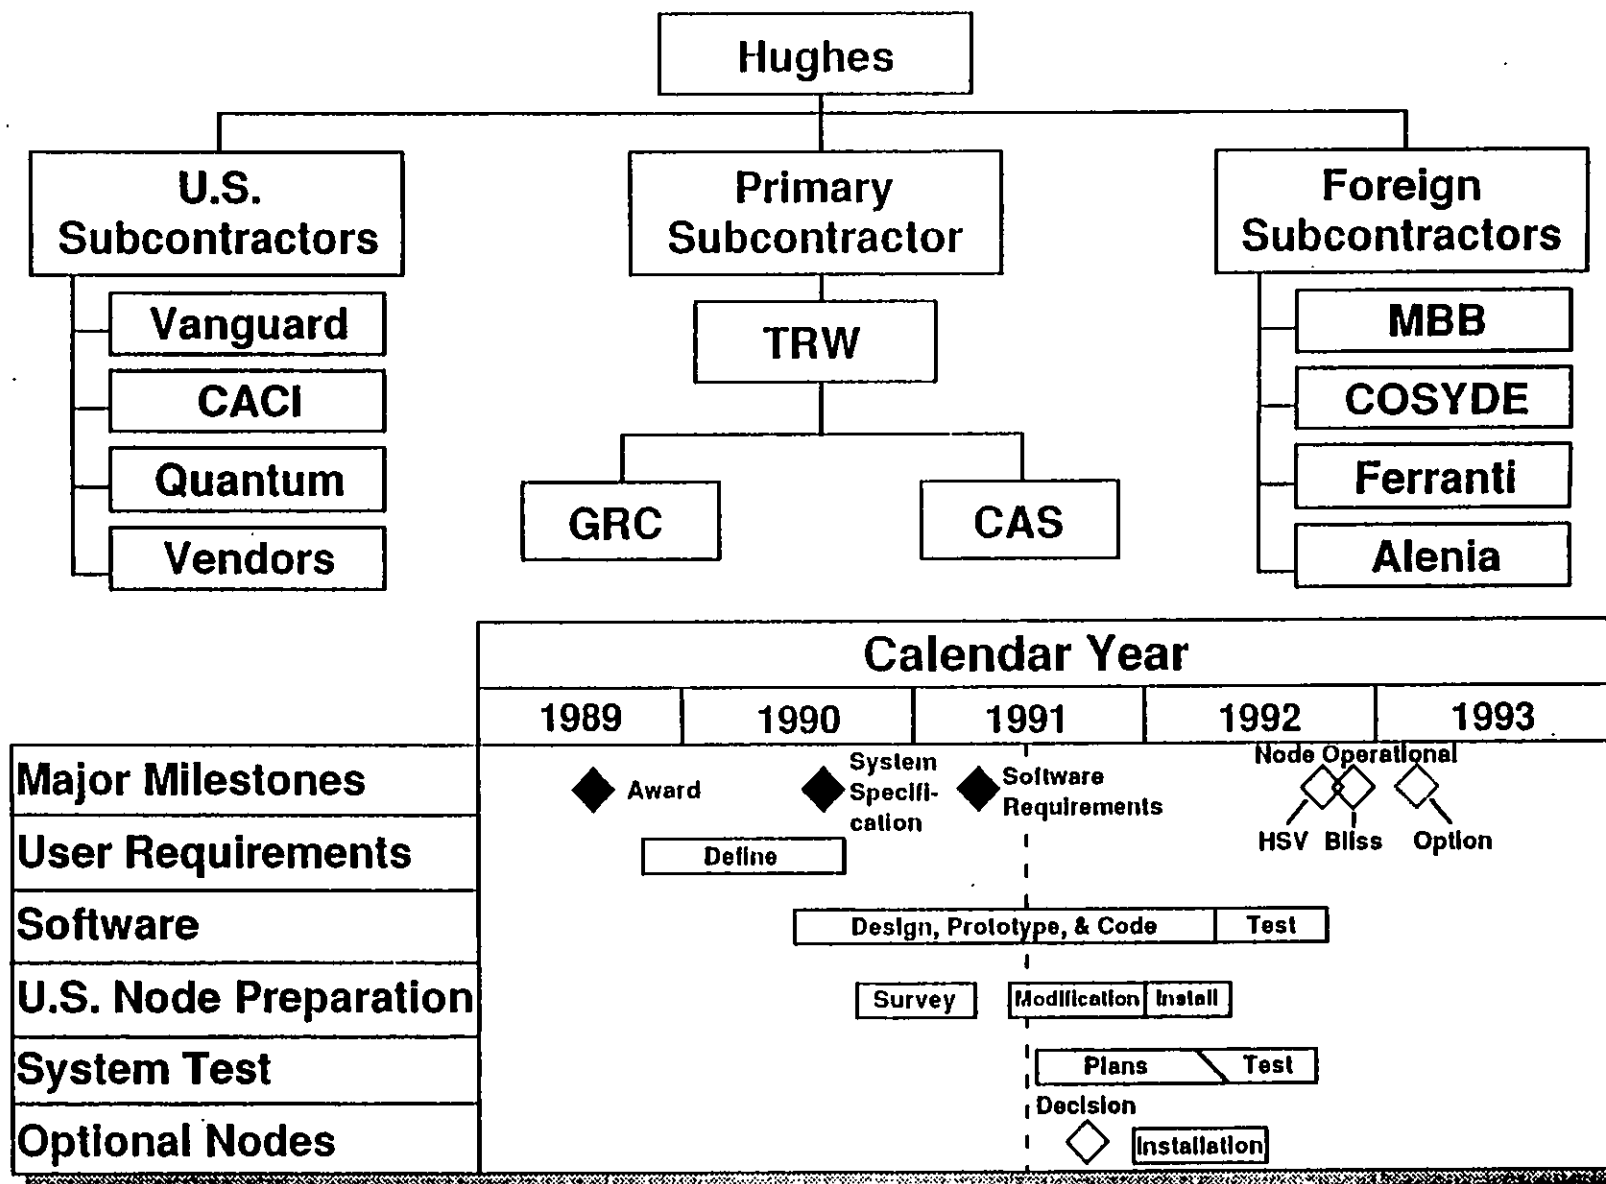 Hughes
U.S.
Subcontractors
Primary
Subcontractor
Foreign
Subcontractors
Vanguard
CACI
Quantum
Vendors
TRW
GRC
CAS
MBB
COSYDE
Ferranti
Alenia
Calendar Year
1989 1990 1991 1992 1993
Major Milestones
Award
System
Specifi-
cation
Software
Requirements
Node Operational
HSV Bliss Option
User Requirements
Define
Software
Design, Prototype, & Code Test
U.S. Node Preparation
Survey Modification Install
System Test
Plans Test
Optional Nodes
Decision
Installation